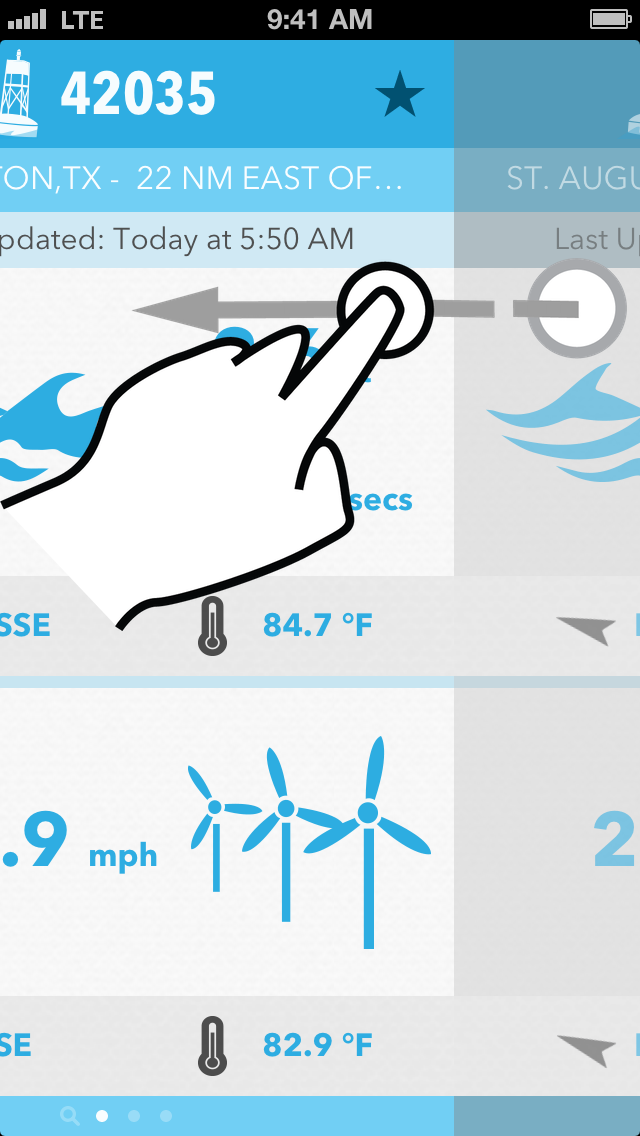 LTE 9:41 AM
42035
TON,TX - 22 NM EAST OF... ST. AUGU
pdated: Today at 5:50 AM Last Up
secs
SSE 84.7 °F
.9 mph 2
SE 82.9 °F